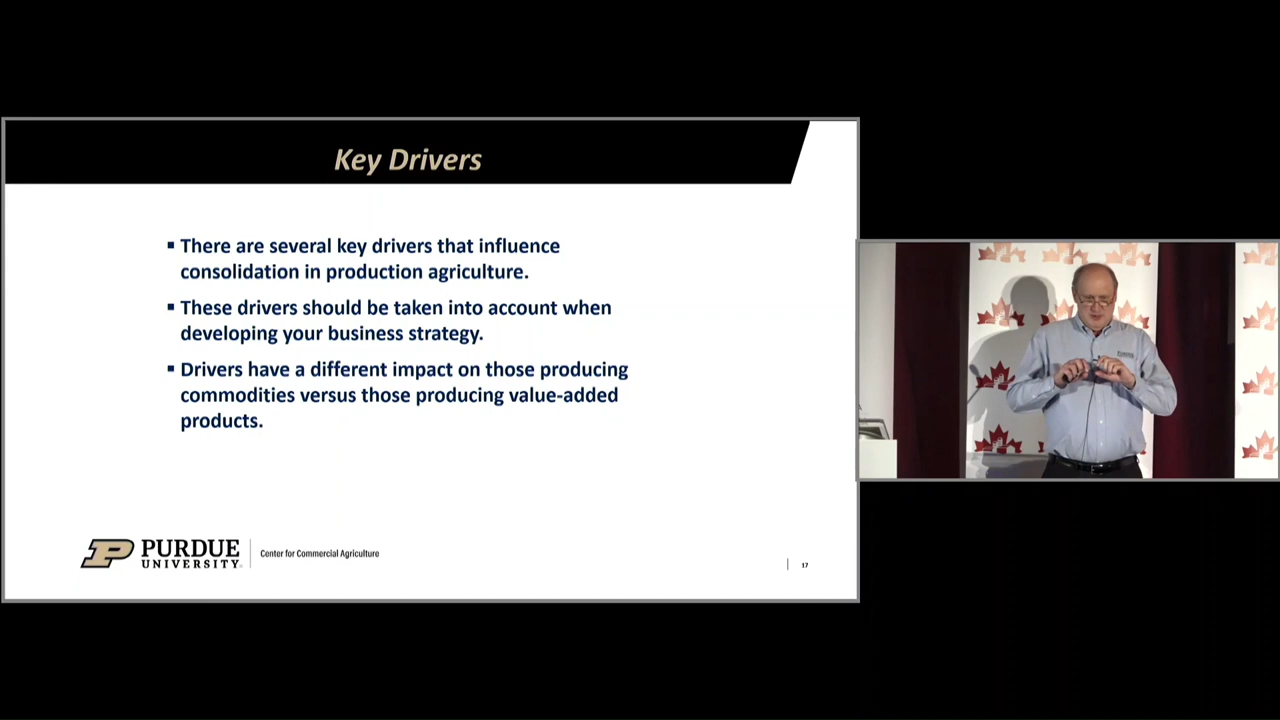 Key Drivers
▪ There are several key drivers that influence
consolidation in production agriculture.
▪ These drivers should be taken into account when
developing your business strategy.
▪ Drivers have a different impact on those producing
commodities versus those producing value-added
products.
P PURDUE
UNIVERSITY
Center for Commercial Agriculture
17
PURDUE